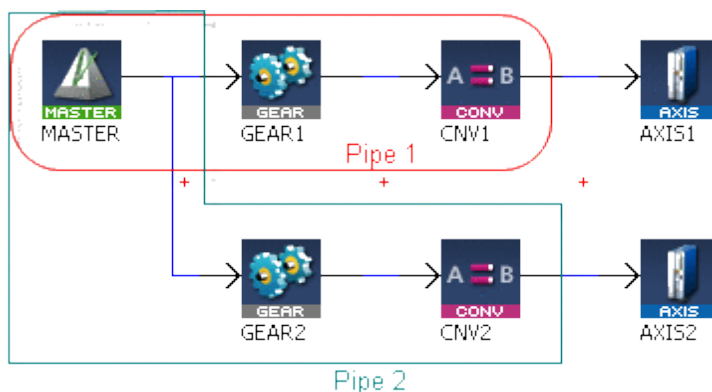 MASTER
MASTER
GEAR
GEAR1
A B
CONV
CNV1
AXIS
AXIS1
Pipe 1
GEAR
GEAR2
A B
CONV
CNV2
AXIS
AXIS2
Pipe 2